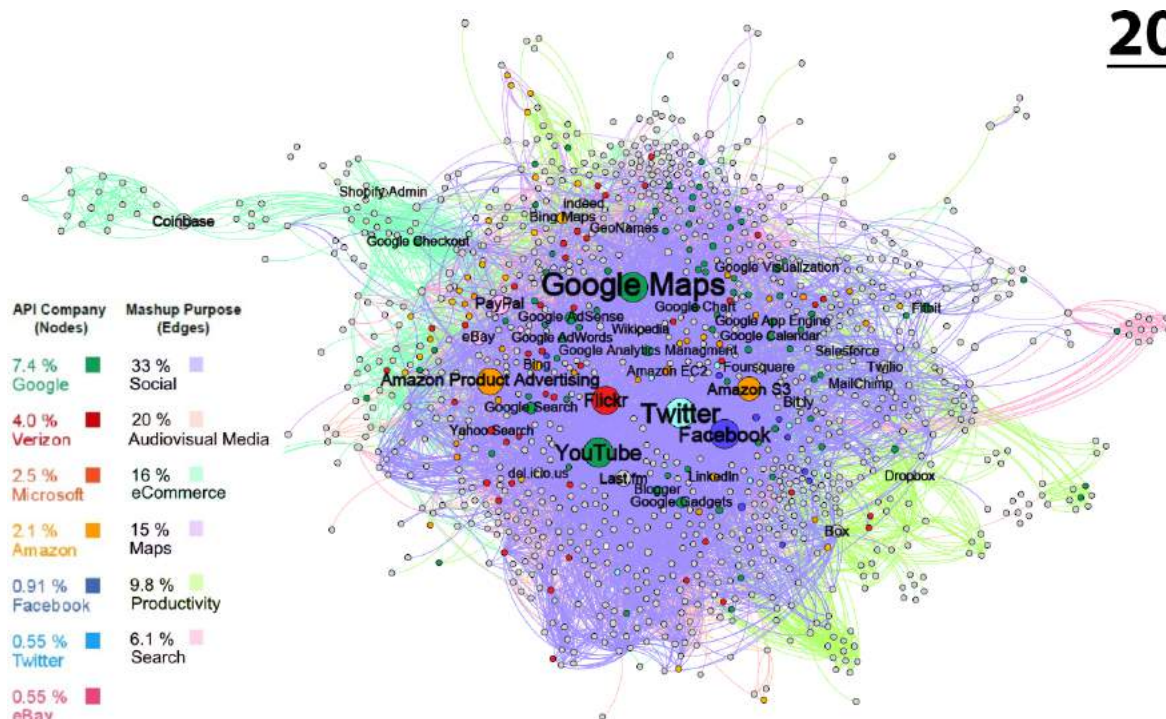 20
Shopify Admin
Coinbase
Google Checkout
Indeed
Bing Maps
GeoNames
Google Visualization
Google Maps
PayPal
Google AdSense
Google Chart
Wikipedia
Google App Engine
Fitbit
eBay
Google AdWords
Google Calendar
Google Analytics Managment
Salesforce
Bing
Amazon EC2
Foursquare
Twilio
Amazon Product Advertising
Amazon S3
MailChimp
Flickr
Bit.ly
Google Search
Twitter
Facebook
Yahoo Search
YouTube
del.icio.us
Last.fm
LinkedIn
Dropbox
Blogger
Google Gadgets
Box
API Company
(Nodes)
7.4 %
Google
4.0 %
Verizon
2.5 %
Microsoft
2.1 %
Amazon
0.91 %
Facebook
0.55 %
Twitter
0.55 %
eBay
Mashup Purpose
(Edges)
33 %
Social
20 %
Audiovisual Media
16 %
eCommerce
15 %
Maps
9.8 %
Productivity
6.1 %
Search